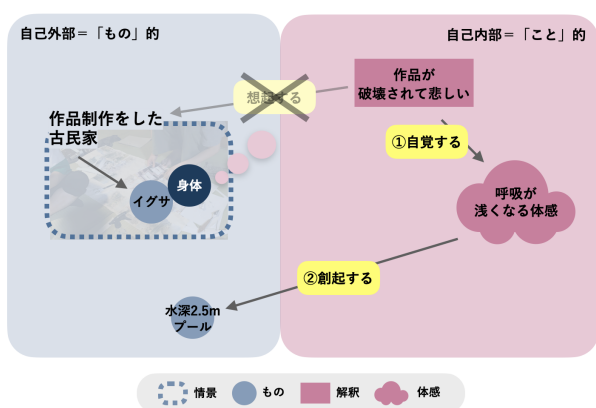 自己外部=「もの」的
自己内部=「こと」的
想起する
作品が
破壊されて悲しい
作品制作をした
古民家
①自覚する
身体
イグサ
呼吸が
浅くなる体感
②創起する
水深2.5m
プール
情景
もの
解釈
体感